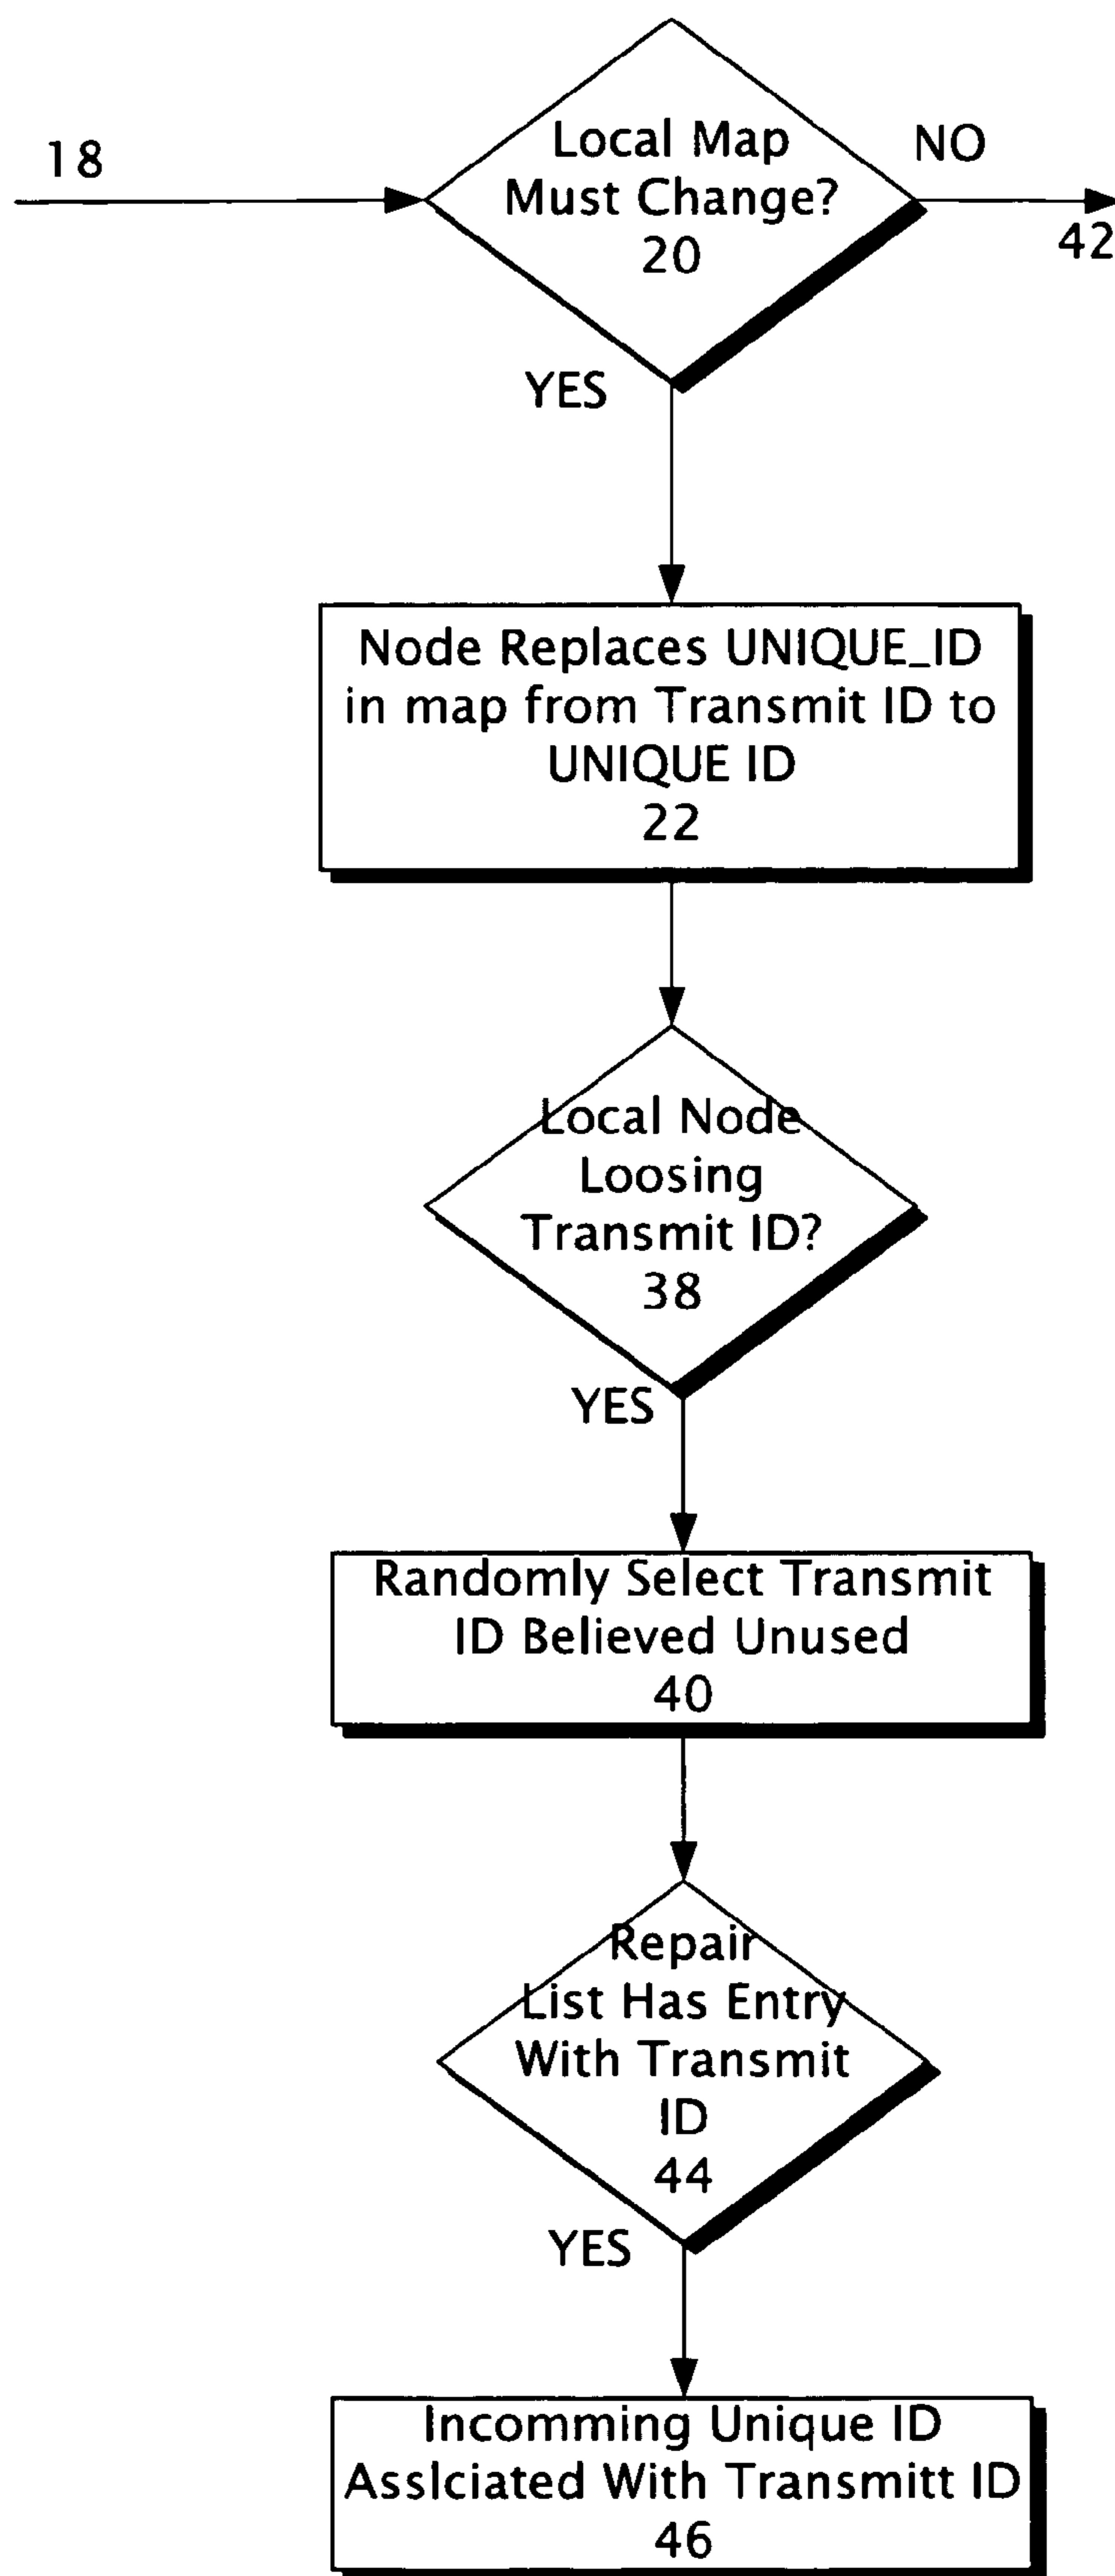 18
Local Map
Must Change?
20
NO
42
YES
Node Replaces UNIQUE_ID
in map from Transmit ID to
UNIQUE ID
22
Local Node
Loosing
Transmit ID?
38
YES
Randomly Select Transmit
ID Believed Unused
40
Repair
List Has Entry
With Transmit
ID
44
YES
Incomming Unique ID
Asslciated With Transmitt ID
46